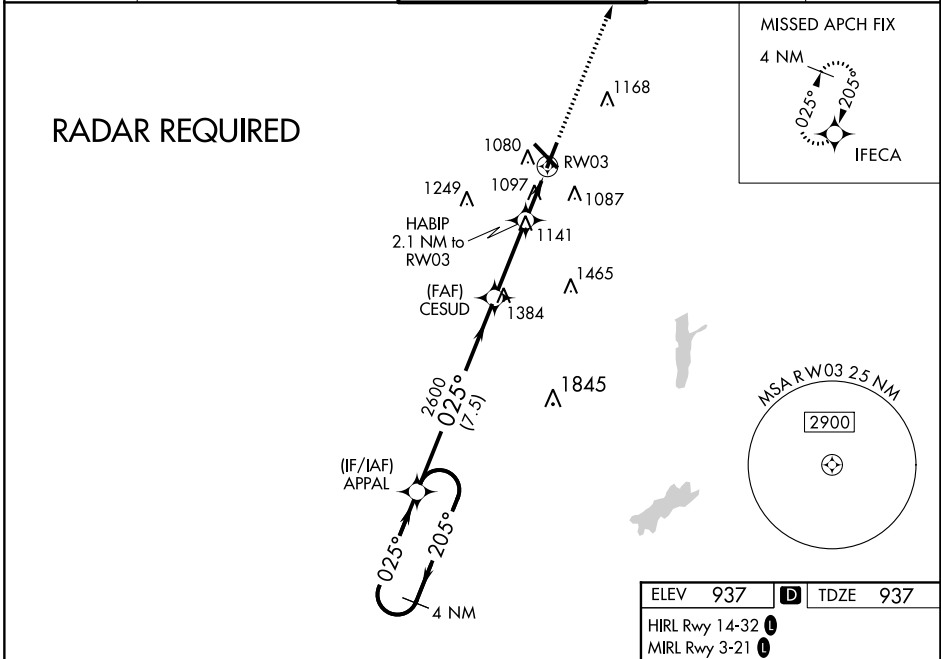 RADAR REQUIRED
MISSED APCH FIX
4 NM
025°
205°
IFECA
1168
1080
RW03
1249
1097
1087
HABIP
2.1 NM to
RW03
1141
1465
(FAF)
CESUD
1384
1845
2600
025°
(7.5)
MSA RW03 25 NM
2900
(IF/IAF)
APPAL
025°
205°
4 NM
ELEV 937 D TDZE 937
HIRL Rwy 14-32 L
MIRL Rwy 3-21 L